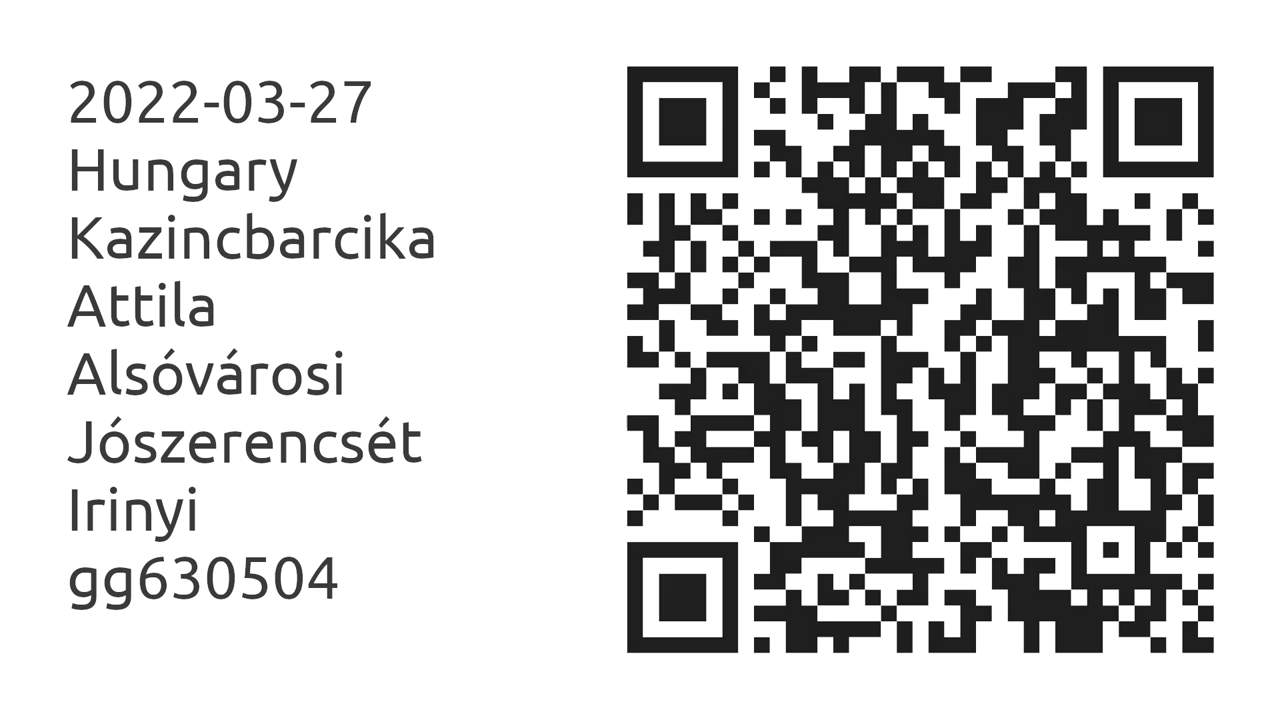 2022-03-27
Hungary
Kazincbarcika
Attila
Alsóvárosi
Jószerencsét
Irinyi
gg630504